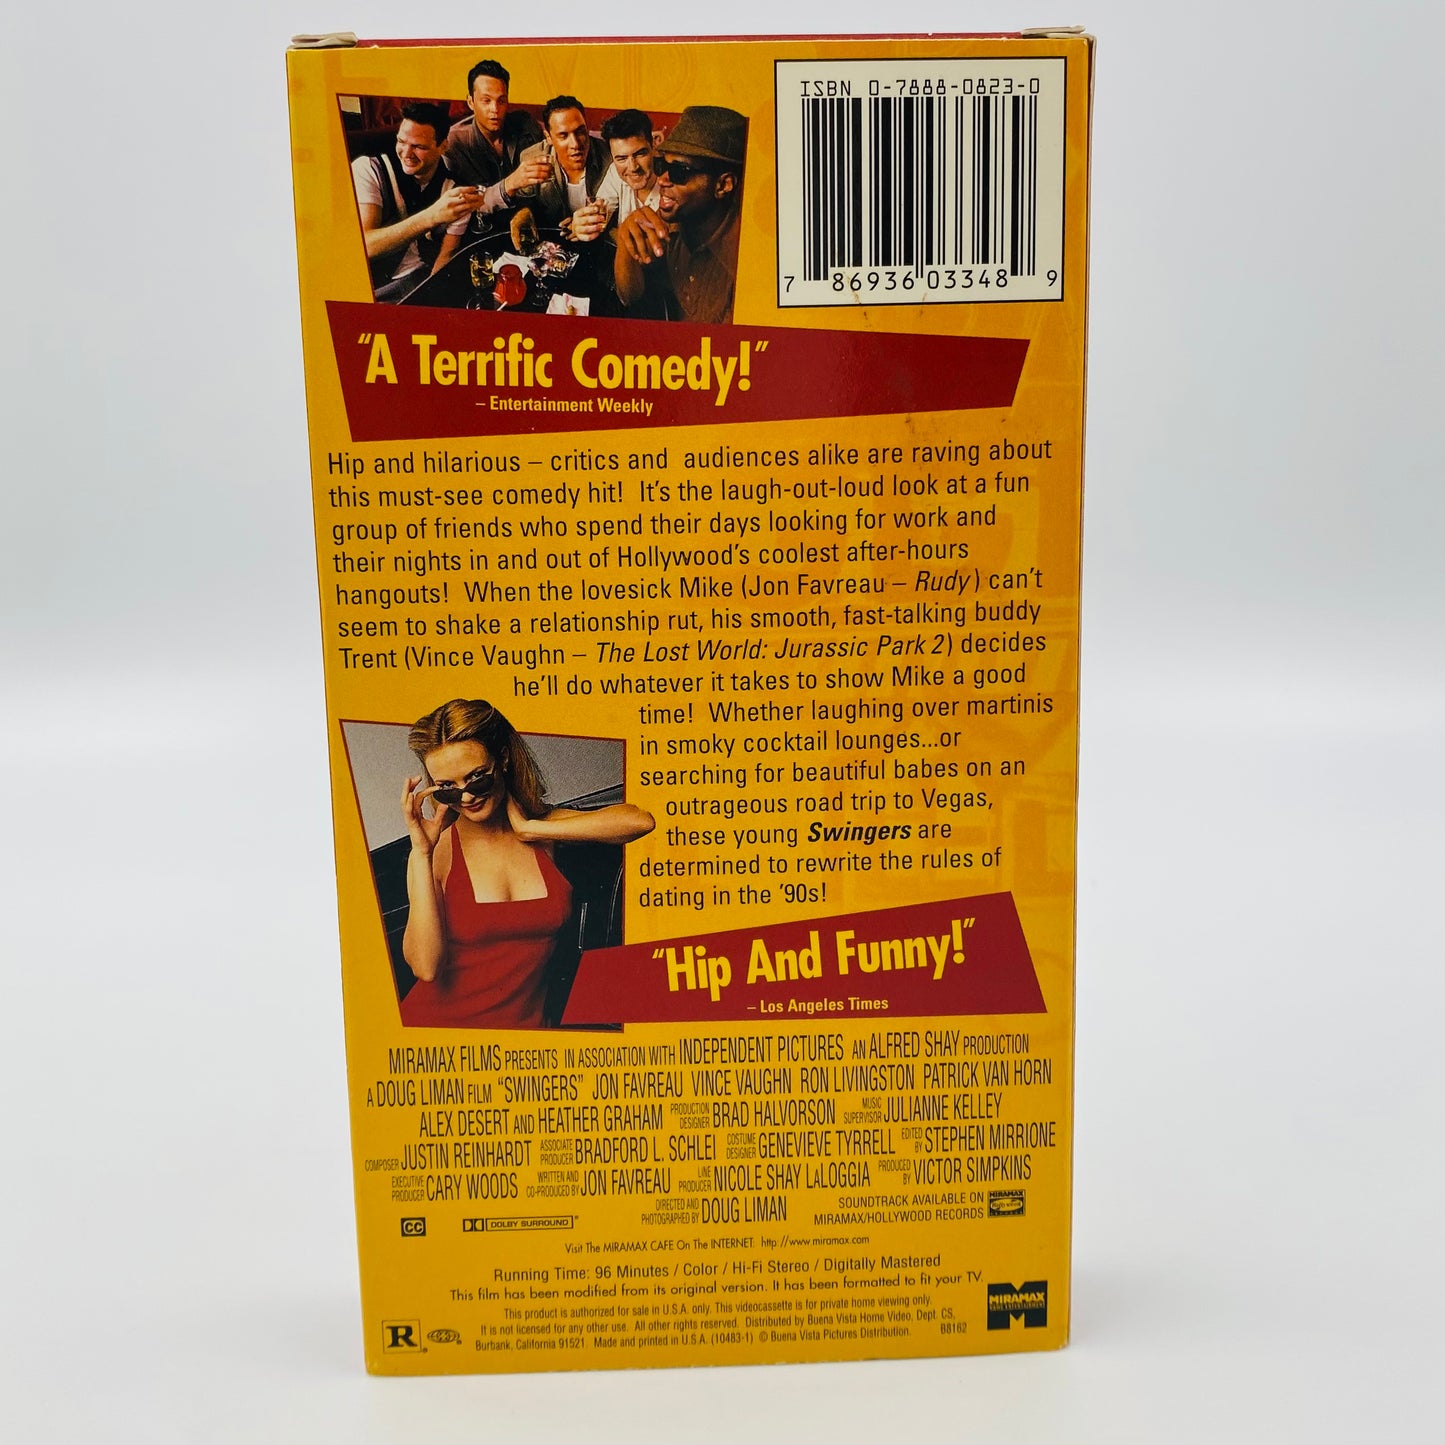 ISBN 0-7888-0823-0
7 86936 03348 9
"A Terrific Comedy!"
– Entertainment Weekly
Hip and hilarious – critics and audiences alike are raving about
this must-see comedy hit! It's the laugh-out-loud look at a fun
group of friends who spend their days looking for work and
their nights in and out of Hollywood's coolest after-hours
hangouts! When the lovesick Mike (Jon Favreau – Rudy) can't
seem to shake a relationship rut, his smooth, fast-talking buddy
Trent (Vince Vaughn – The Lost World: Jurassic Park 2) decides
he'll do whatever it takes to show Mike a good
time! Whether laughing over martinis
in smoky cocktail lounges...or
searching for beautiful babes on an
outrageous road trip to Vegas,
these young Swingers are
determined to rewrite the rules of
dating in the '90s!
"Hip And Funny!"
– Los Angeles Times
MIRAMAX FILMS PRESENTS IN ASSOCIATION WITH INDEPENDENT PICTURES AN ALFRED SHAY PRODUCTION
A DOUG LIMAN FILM "SWINGERS" JON FAVREAU VINCE VAUGHN RON LIVINGSTON PATRICK VAN HORN
ALEX DESERT AND HEATHER GRAHAM PRODUCTION DESIGNER BRAD HALVORSON MUSIC SUPERVISOR JULIANNE KELLEY
COMPOSER JUSTIN REINHARDT ASSOCIATE PRODUCER BRADFORD L. SCHLEI COSTUME DESIGNER GENEVIEVE TYRRELL EDITED BY STEPHEN MIRRIONE
EXECUTIVE PRODUCER CARY WOODS WRITTEN AND CO-PRODUCED BY JON FAVREAU LINE PRODUCER NICOLE SHAY LaLOGGIA PRODUCED BY VICTOR SIMPKINS
DIRECTED AND PHOTOGRAPHED BY DOUG LIMAN
SOUNDTRACK AVAILABLE ON
MIRAMAX/HOLLYWOOD RECORDS
MIRAMAX
CC
DOLBY SURROUND
Visit The MIRAMAX CAFE On The INTERNET: http://www.miramax.com
Running Time: 96 Minutes / Color / Hi-Fi Stereo / Digitally Mastered
This film has been modified from its original version. It has been formatted to fit your TV.
This product is authorized for sale in U.S.A. only. This videocassette is for private home viewing only.
It is not licensed for any other use. All other rights reserved. Distributed by Buena Vista Home Video, Dept. CS,
Burbank, California 91521. Made and printed in U.S.A. (10483-1) © Buena Vista Pictures Distribution.
88162
R
MIRAMAX
HOME ENTERTAINMENT